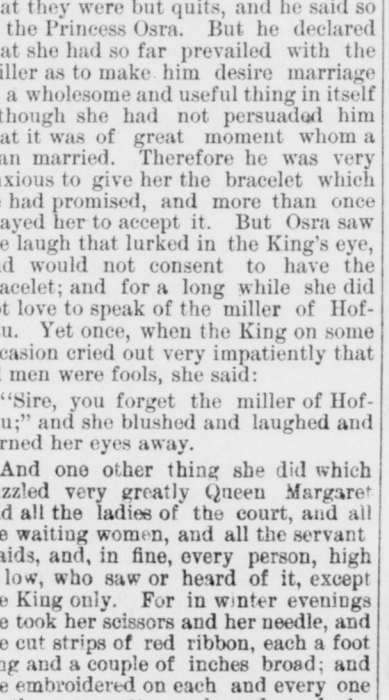 at they were but quits, and he said so
the Princess Osra. But he declared
at she had so far prevailed with the
iller as to make him desire marriage
a wholesome and useful thing in itself
though she had not persuaded him
at it was of great moment whom a
an married. Therefore he was very
xious to give her the bracelet which
had promised, and more than once
ayed her to accept it. But Osra saw
e laugh that lurked in the King's eye,
d would not consent to have the
acelet; and for a long while she did
t love to speak of the miller of Hof-
u. Yet once, when the King on some
casion cried out very impatiently that
men were fools, she said:
"Sire, you forget the miller of Hof-
u;" and she blushed and laughed and
rned her eyes away.
And one other thing she did which
zzled very greatly Queen Margaret
d all the ladies of the court, and all
e waiting women, and all the servant
aids, and, in fine, every person, high
low, who saw or heard of it, except
e King only. For in winter evenings
e took her scissors and her needle, and
e cut strips of red ribbon, each a foot
ng and a couple of inches broad; and
e embroidered on each and every one